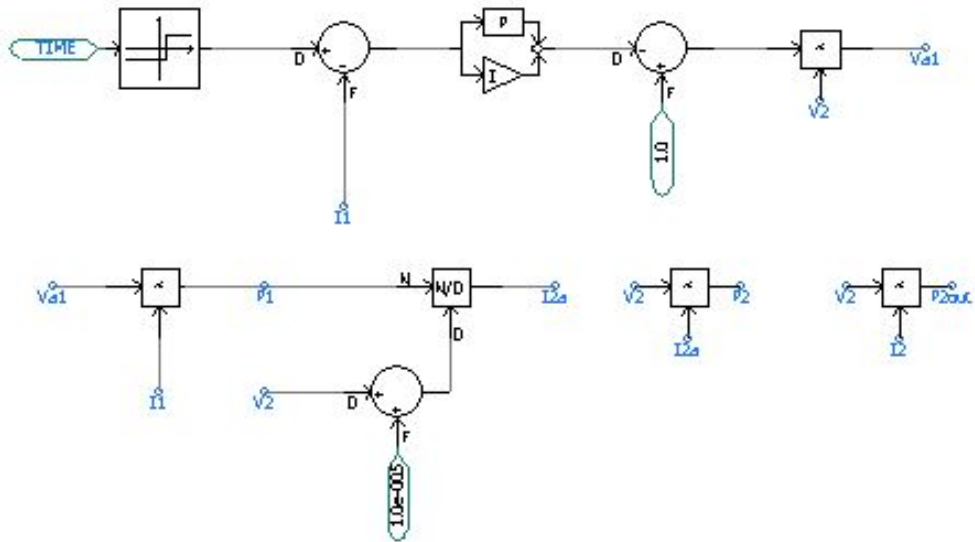 TIME
D
+
-
F
I1
P
I
D
-
+
F
1.0
V2
Va1
Va1
I1
P1
N
N/D
D
I2a
V2
D
+
+
F
1.0e-005
V2
I2a
P2
V2
I2
P2out